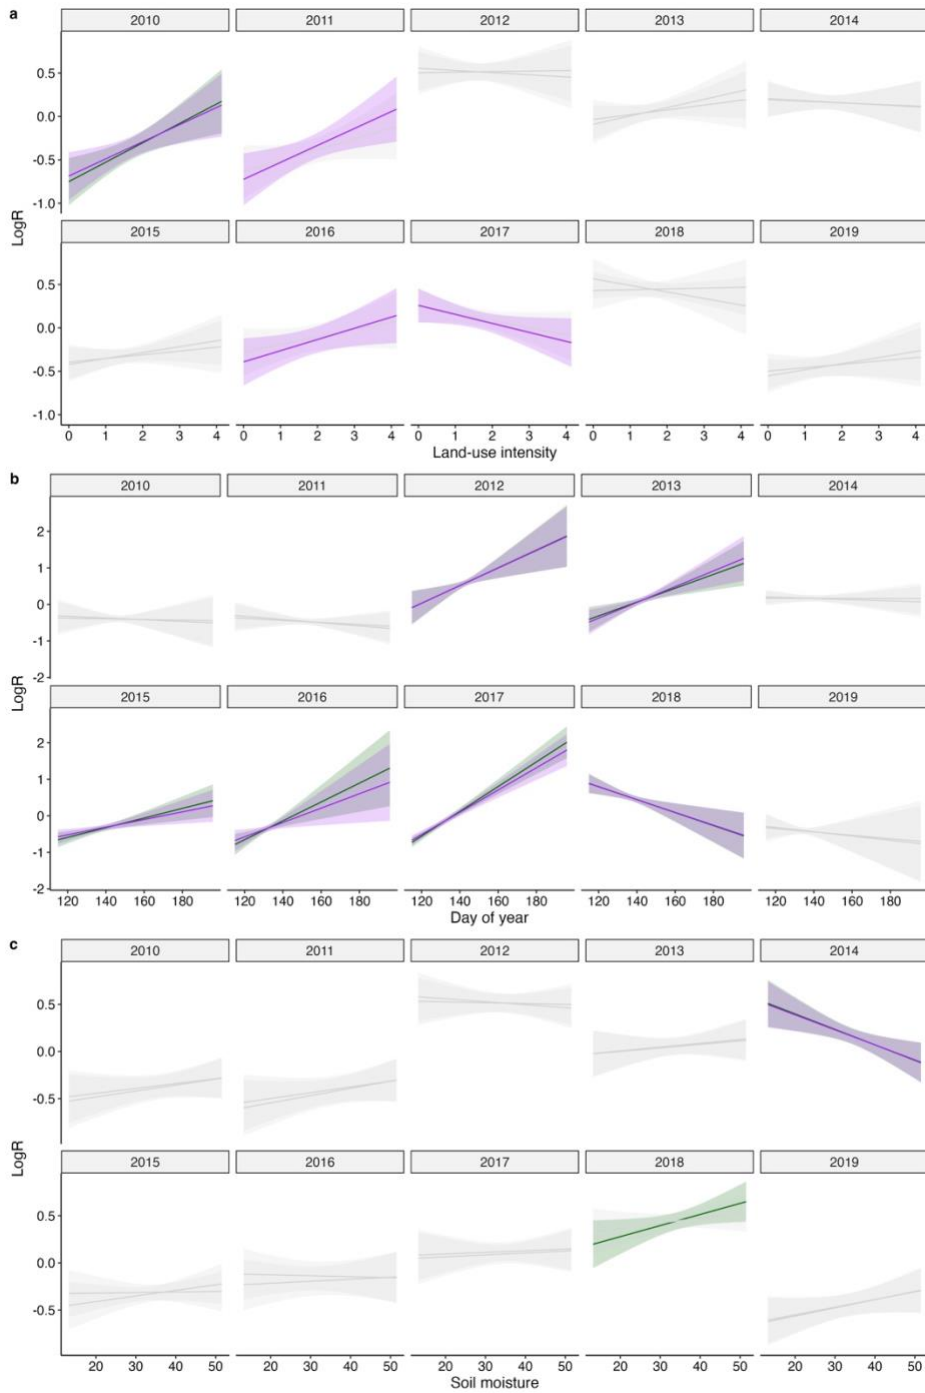 a
2010 2011 2012 2013 2014
0.5
0.0
-0.5
-1.0
LogR
2015 2016 2017 2018 2019
0.5
0.0
-0.5
-1.0
0 1 2 3 4 0 1 2 3 4 0 1 2 3 4 0 1 2 3 4 0 1 2 3 4
Land-use intensity
b
2010 2011 2012 2013 2014
2
1
0
-1
-2
LogR
2015 2016 2017 2018 2019
2
1
0
-1
-2
120 140 160 180 120 140 160 180 120 140 160 180 120 140 160 180 120 140 160 180
Day of year
c
2010 2011 2012 2013 2014
0.5
0.0
-0.5
LogR
2015 2016 2017 2018 2019
0.5
0.0
-0.5
20 30 40 50 20 30 40 50 20 30 40 50 20 30 40 50 20 30 40 50
Soil moisture